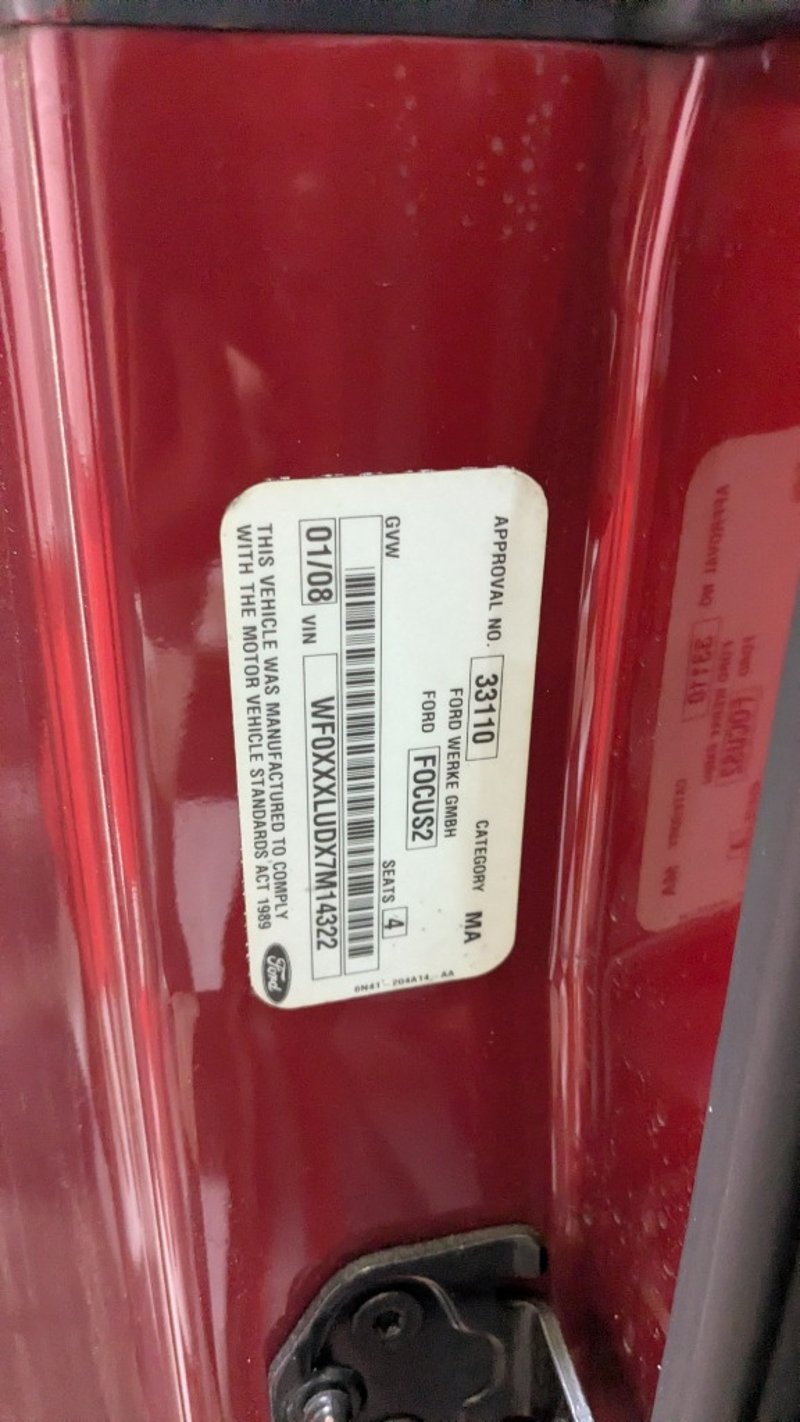 APPROVAL NO. 33110 CATEGORY MA
FORD WERKE GMBH
FORD FOCUS2
GVW SEATS 4
01/08 VIN WF0XXXLUDX7M14322
THIS VEHICLE WAS MANUFACTURED TO COMPLY
WITH THE MOTOR VEHICLE STANDARDS ACT 1989
Ford